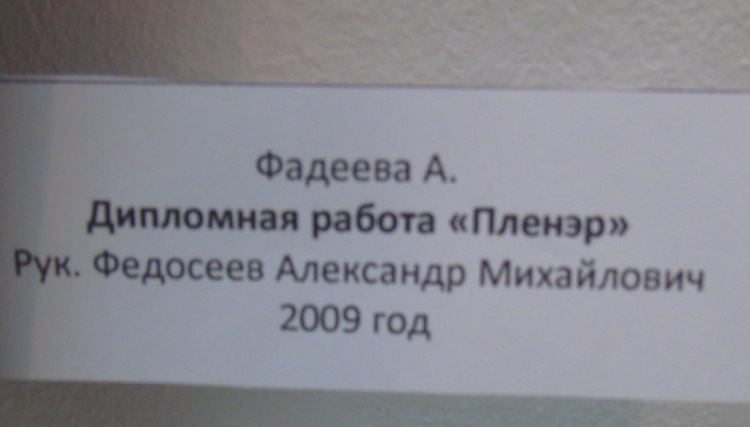 Фадеева А.
Дипломная работа «Пленэр»
Рук. Федосеев Александр Михайлович
2009 год